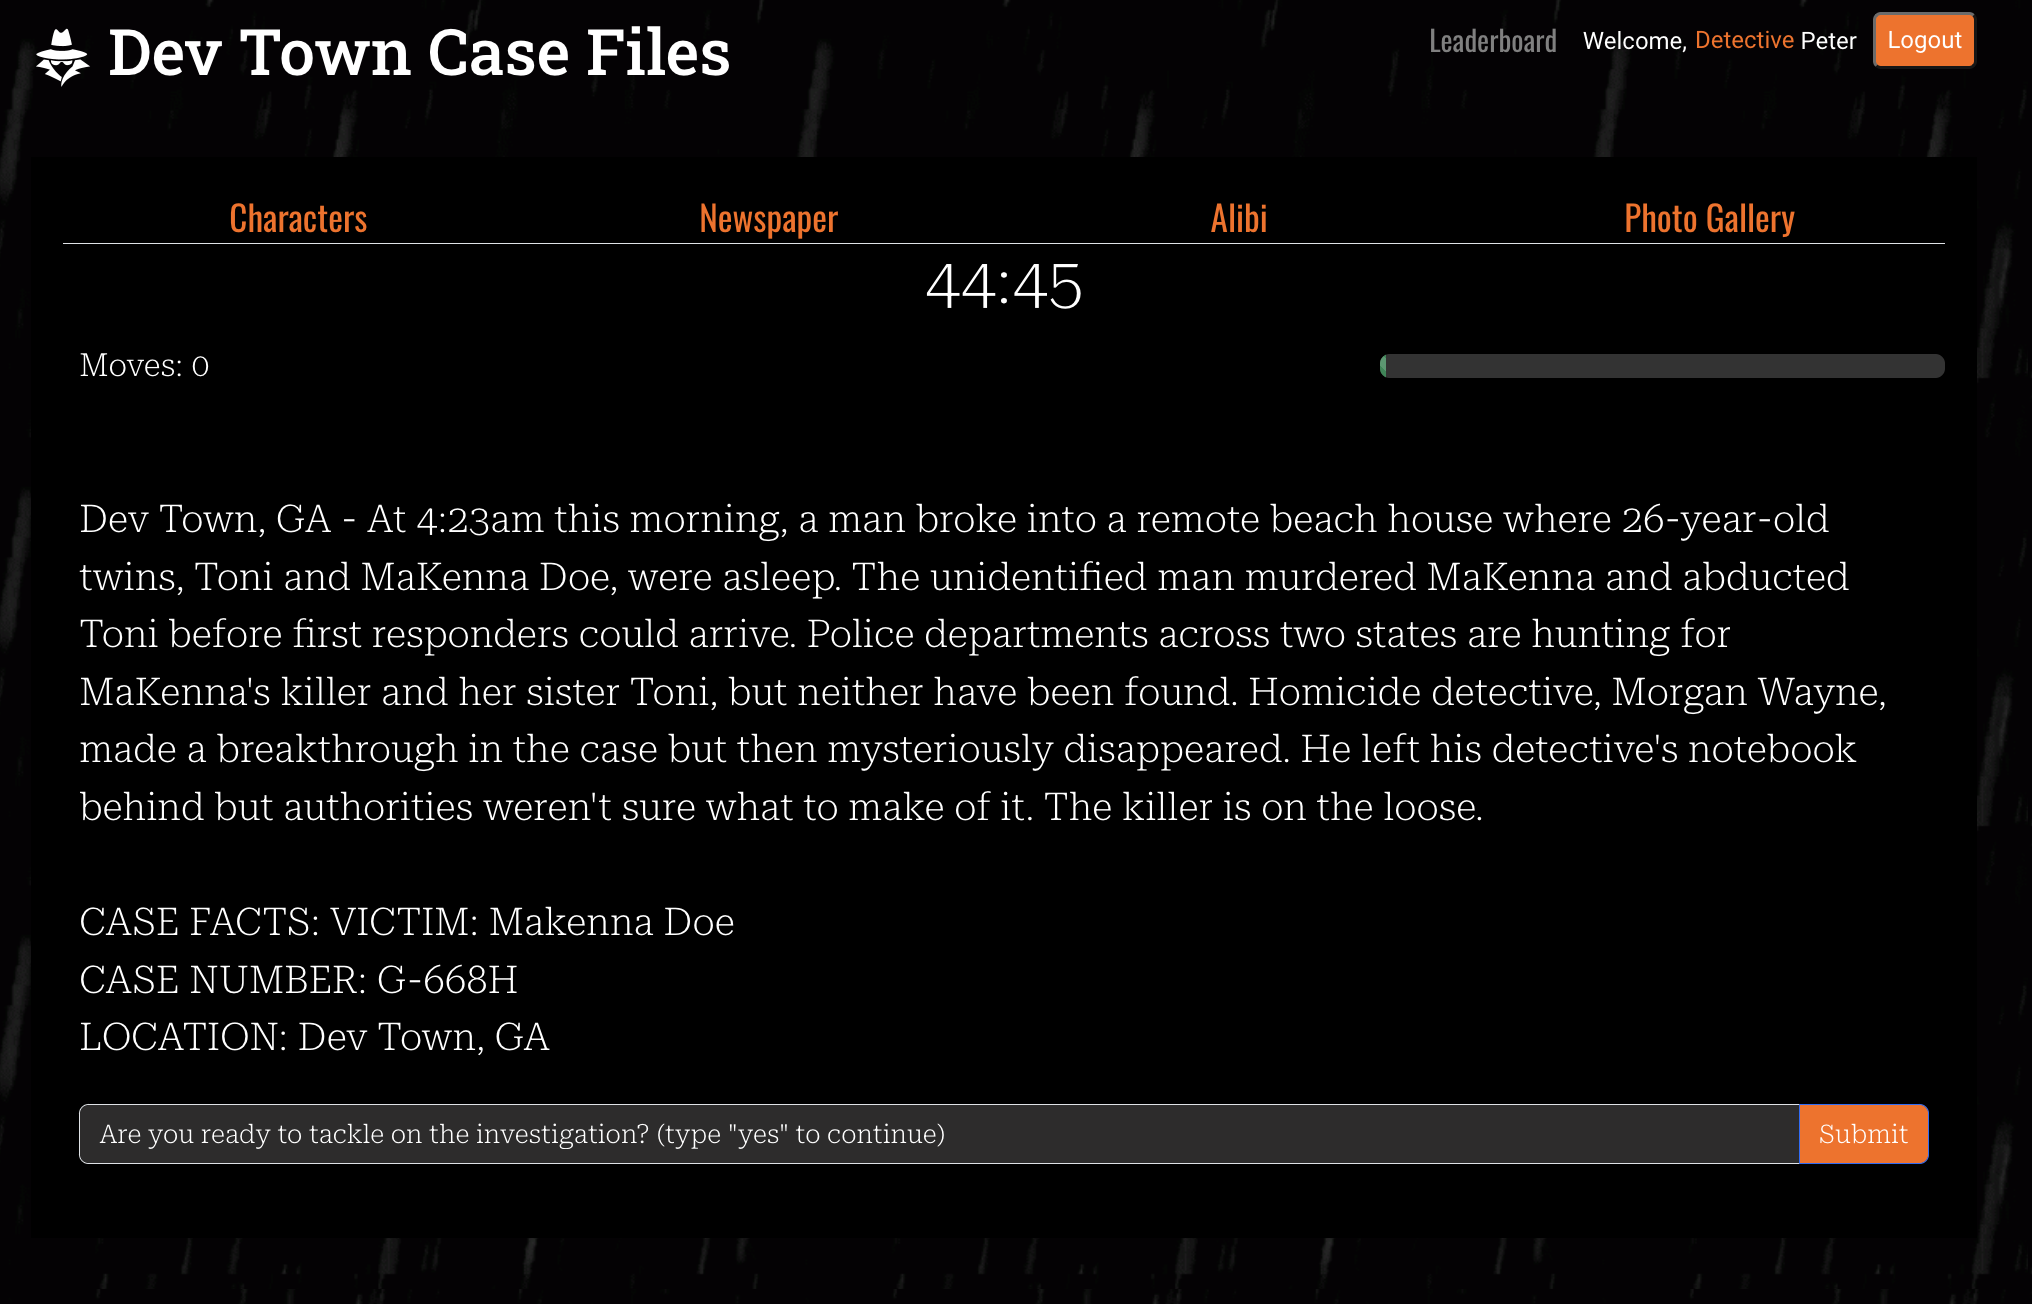 Dev Town Case Files
Leaderboard
Welcome, Detective Peter
Logout
Characters
Newspaper
Alibi
Photo Gallery
44:45
Moves: 0
Dev Town, GA - At 4:23am this morning, a man broke into a remote beach house where 26-year-old
twins, Toni and MaKenna Doe, were asleep. The unidentified man murdered MaKenna and abducted
Toni before first responders could arrive. Police departments across two states are hunting for
MaKenna's killer and her sister Toni, but neither have been found. Homicide detective, Morgan Wayne,
made a breakthrough in the case but then mysteriously disappeared. He left his detective's notebook
behind but authorities weren't sure what to make of it. The killer is on the loose.
CASE FACTS: VICTIM: Makenna Doe
CASE NUMBER: G-668H
LOCATION: Dev Town, GA
Are you ready to tackle on the investigation? (type "yes" to continue)
Submit